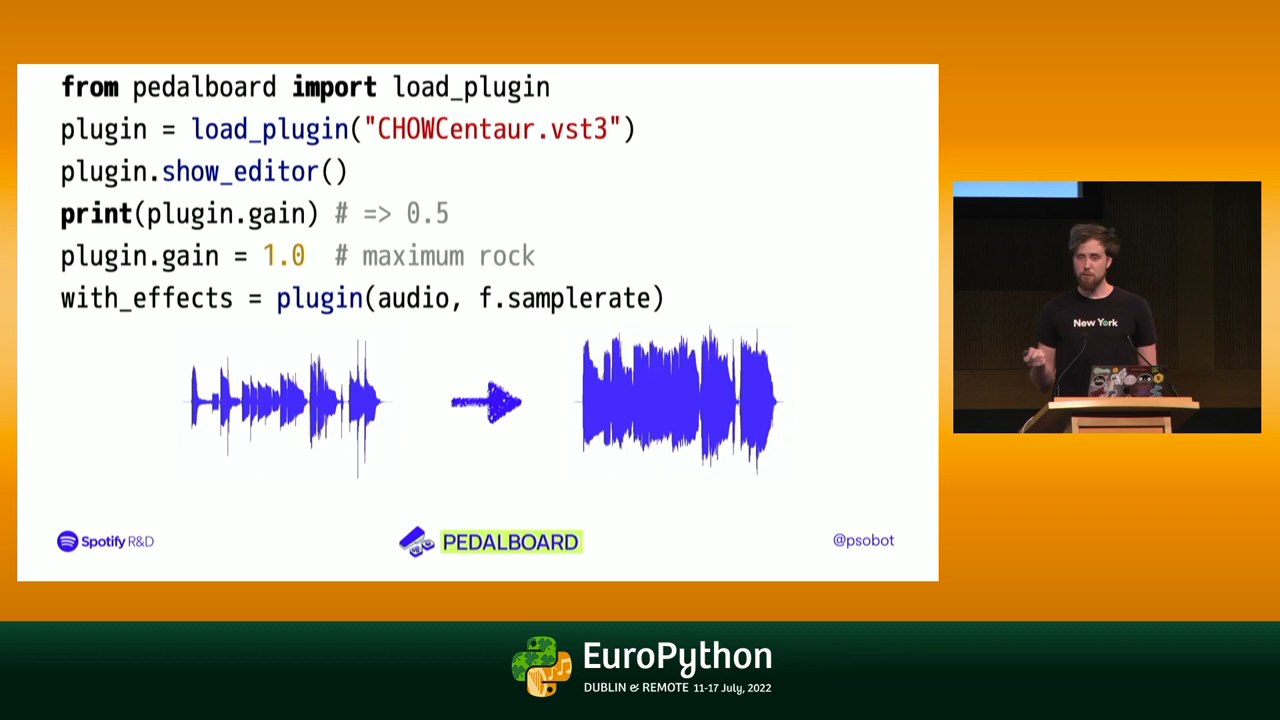 from pedalboard import load_plugin
plugin = load_plugin("CHOWCentaur.vst3")
plugin.show_editor()
print(plugin.gain) # => 0.5
plugin.gain = 1.0  # maximum rock
with_effects = plugin(audio, f.samplerate)
Spotify R&D
PEDALBOARD
@psobot
New York
EuroPython
DUBLIN & REMOTE 11-17 July, 2022